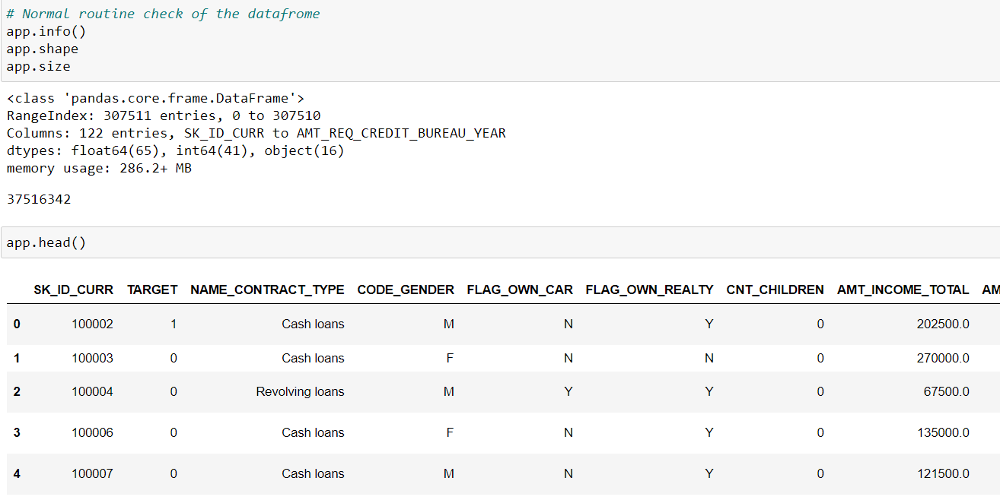 # Normal routine check of the datafrome
app.info()
app.shape
app.size
<class 'pandas.core.frame.DataFrame'>
RangeIndex: 307511 entries, 0 to 307510
Columns: 122 entries, SK_ID_CURR to AMT_REQ_CREDIT_BUREAU_YEAR
dtypes: float64(65), int64(41), object(16)
memory usage: 286.2+ MB
37516342
app.head()
SK_ID_CURR TARGET NAME_CONTRACT_TYPE CODE_GENDER FLAG_OWN_CAR FLAG_OWN_REALTY CNT_CHILDREN AMT_INCOME_TOTAL AM
0 100002 1 Cash loans M N Y 0 202500.0
1 100003 0 Cash loans F N N 0 270000.0
2 100004 0 Revolving loans M Y Y 0 67500.0
3 100006 0 Cash loans F N Y 0 135000.0
4 100007 0 Cash loans M N Y 0 121500.0